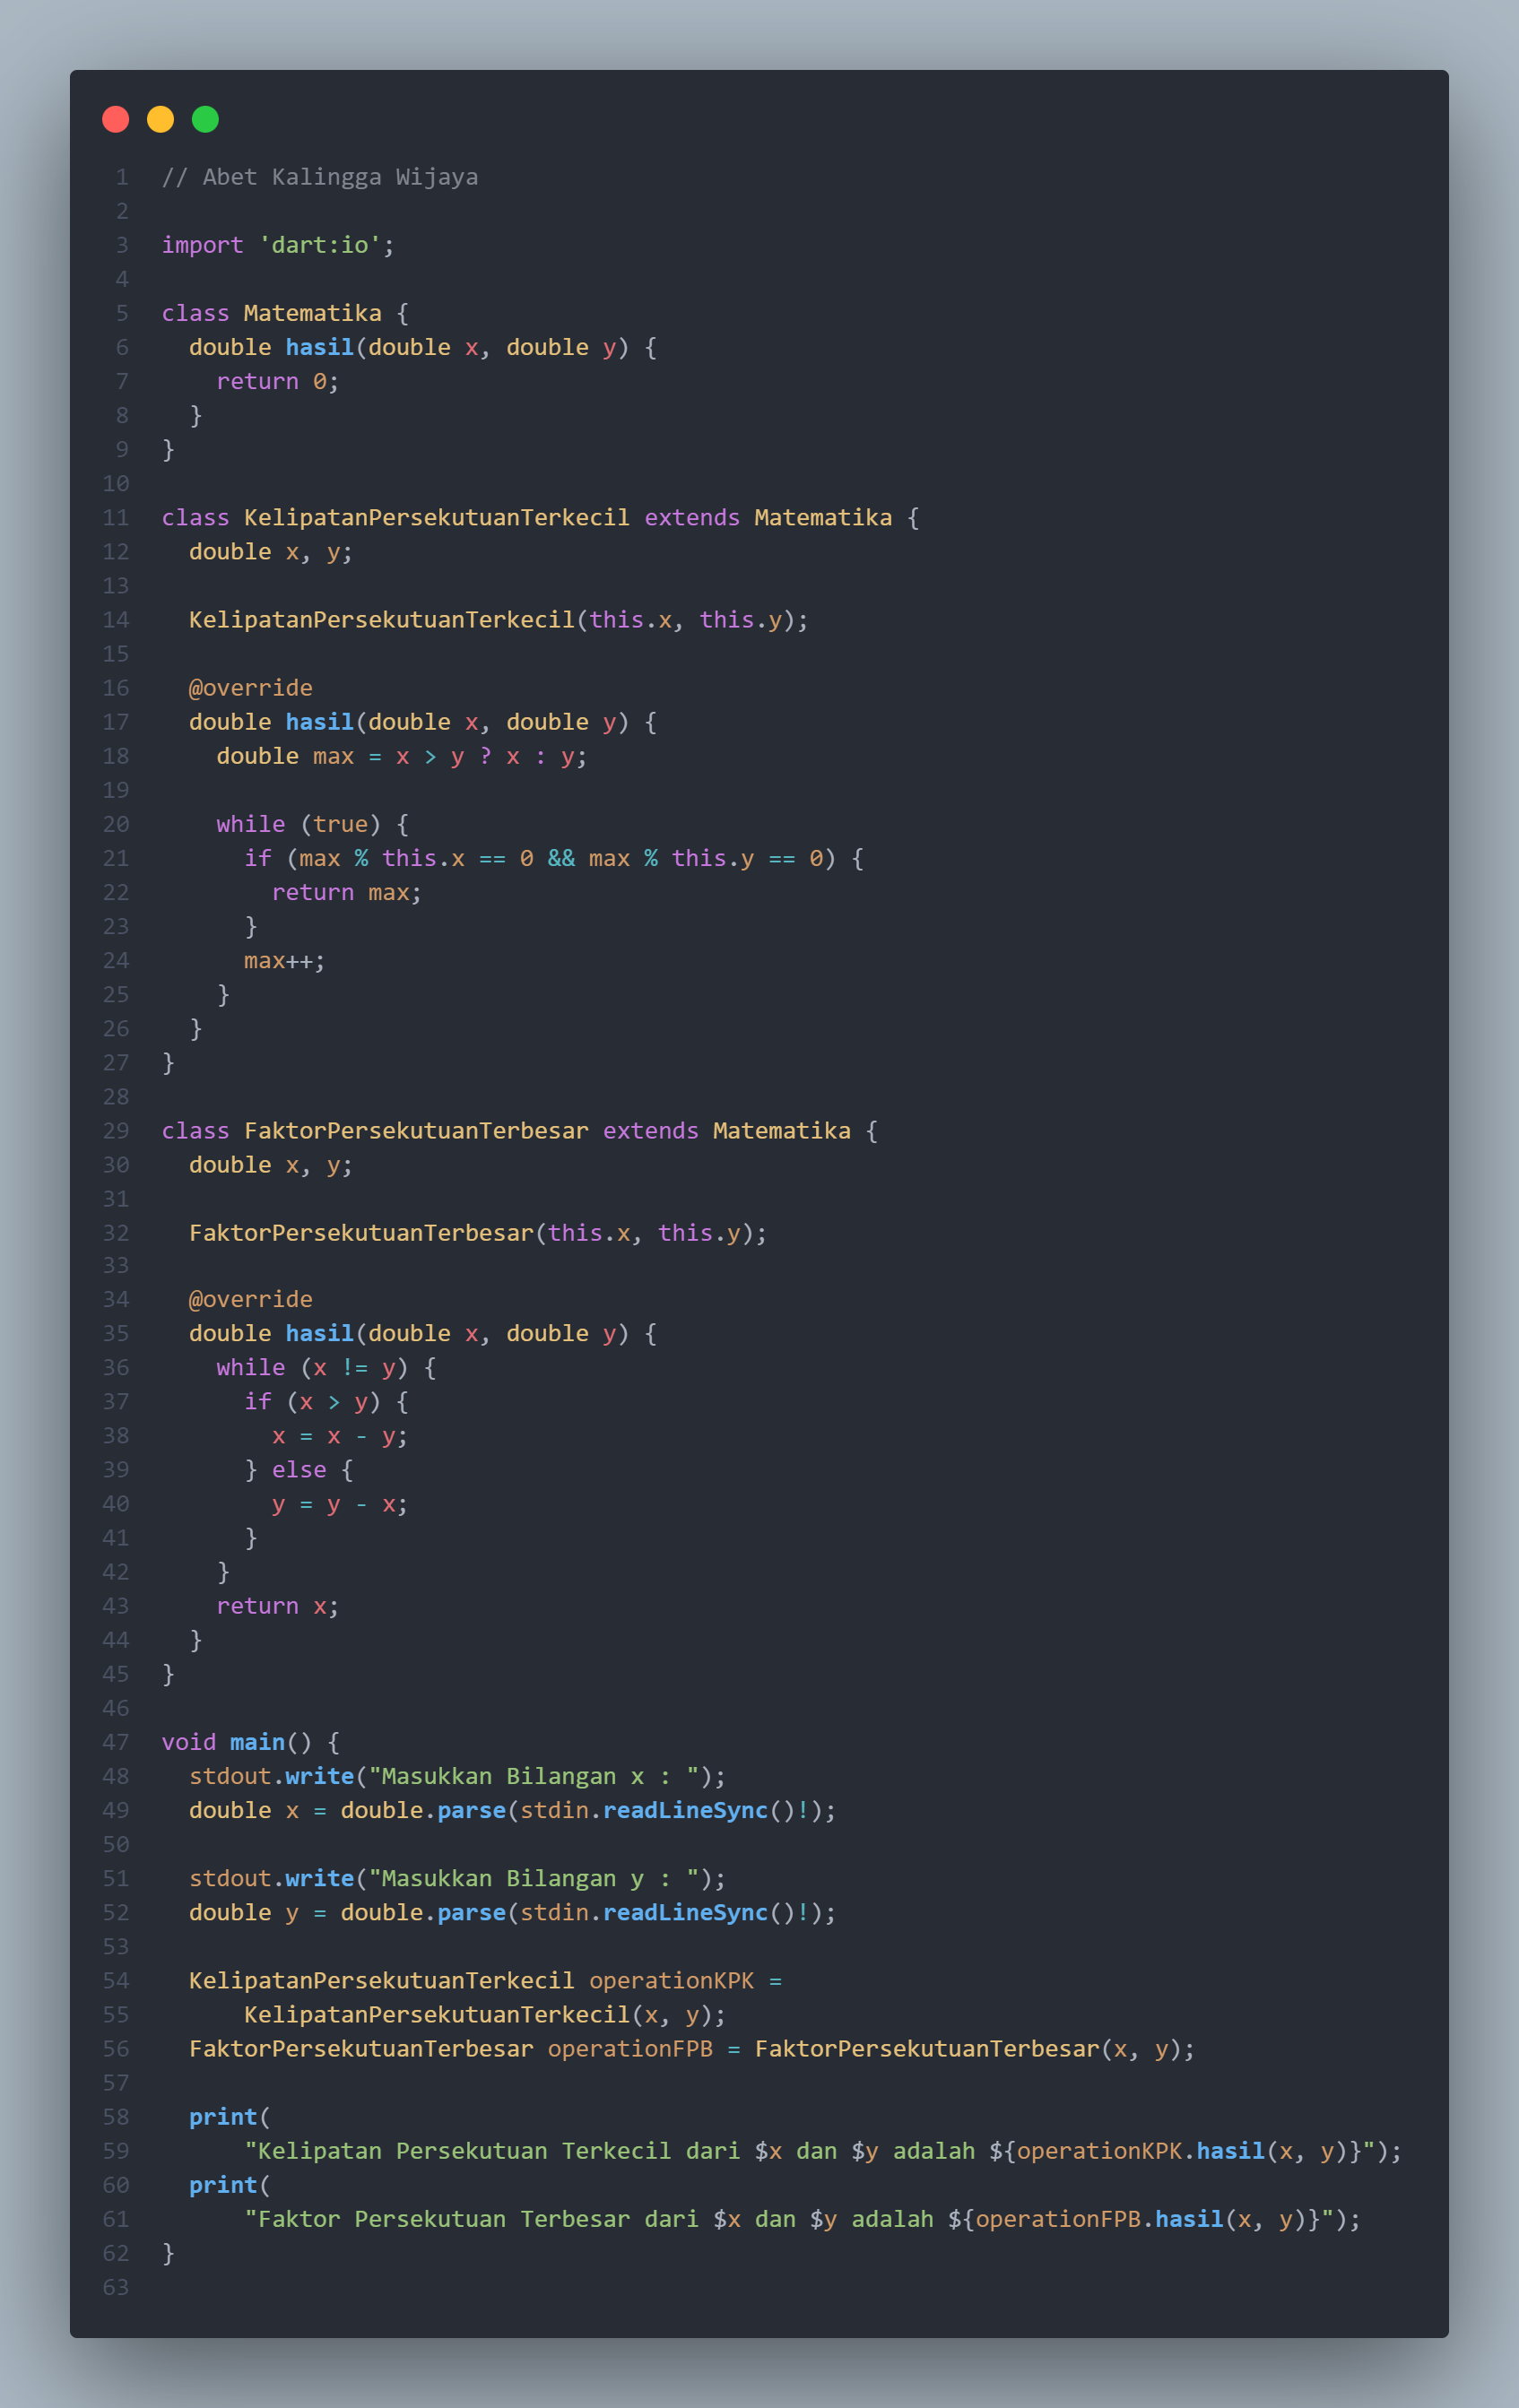 1 // Abet Kalingga Wijaya
2
3 import 'dart:io';
4
5 class Matematika {
6   double hasil(double x, double y) {
7     return 0;
8   }
9 }
10
11 class KelipatanPersekutuanTerkecil extends Matematika {
12   double x, y;
13
14   KelipatanPersekutuanTerkecil(this.x, this.y);
15
16   @override
17   double hasil(double x, double y) {
18     double max = x > y ? x : y;
19
20     while (true) {
21       if (max % this.x == 0 && max % this.y == 0) {
22         return max;
23       }
24       max++;
25     }
26   }
27 }
28
29 class FaktorPersekutuanTerbesar extends Matematika {
30   double x, y;
31
32   FaktorPersekutuanTerbesar(this.x, this.y);
33
34   @override
35   double hasil(double x, double y) {
36     while (x != y) {
37       if (x > y) {
38         x = x - y;
39       } else {
40         y = y - x;
41       }
42     }
43     return x;
44   }
45 }
46
47 void main() {
48   stdout.write("Masukkan Bilangan x : ");
49   double x = double.parse(stdin.readLineSync()!);
50
51   stdout.write("Masukkan Bilangan y : ");
52   double y = double.parse(stdin.readLineSync()!);
53
54   KelipatanPersekutuanTerkecil operationKPK =
55       KelipatanPersekutuanTerkecil(x, y);
56   FaktorPersekutuanTerbesar operationFPB = FaktorPersekutuanTerbesar(x, y);
57
58   print(
59       "Kelipatan Persekutuan Terkecil dari $x dan $y adalah ${operationKPK.hasil(x, y)}");
60   print(
61       "Faktor Persekutuan Terbesar dari $x dan $y adalah ${operationFPB.hasil(x, y)}");
62 }
63